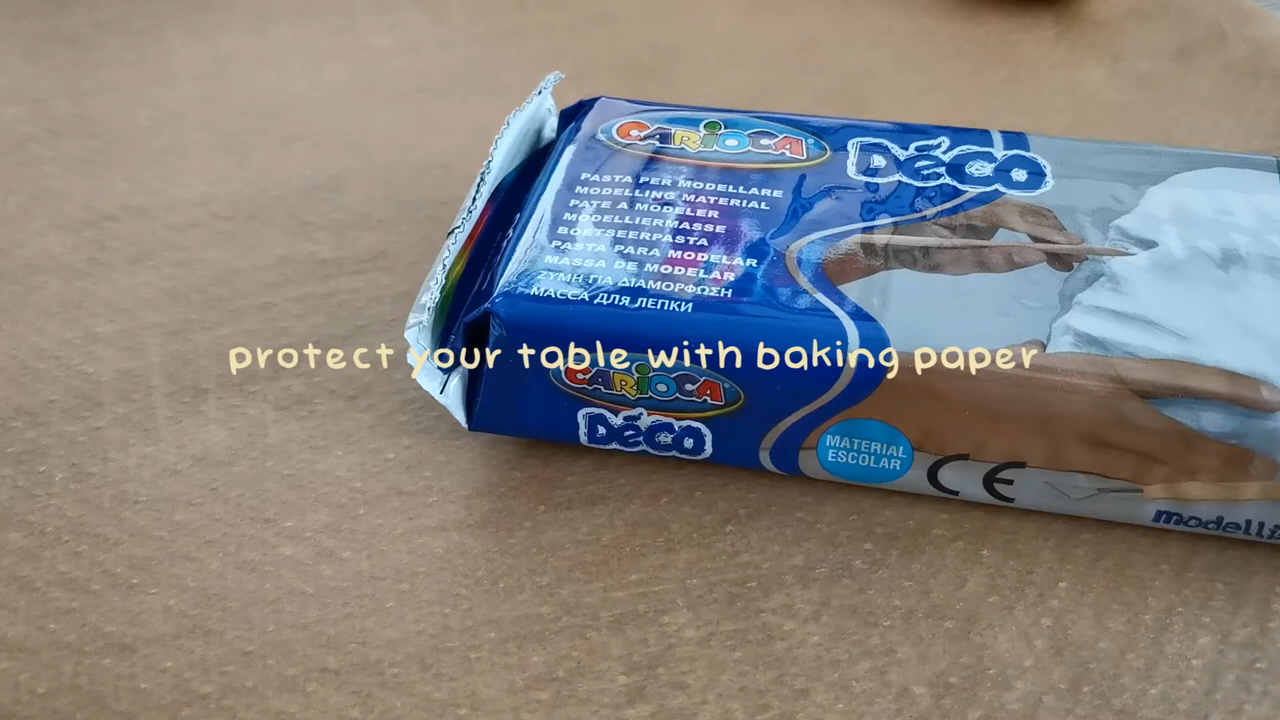 CARIOCA
Déco
PASTA PER MODELLARE
MODELLING MATERIAL
PATE A MODELER
MODELLIERMASSE
BOETSEERPASTA
PASTA PARA MODELAR
MASSA DE MODELAR
ΖΥΜΗ ΓΙΑ ΔΙΑΜΟΡΦΩΣΗ
МАССА ДЛЯ ЛЕПКИ
protect your table with baking paper
CARIOCA
Déco
MATERIAL
ESCOLAR
CE